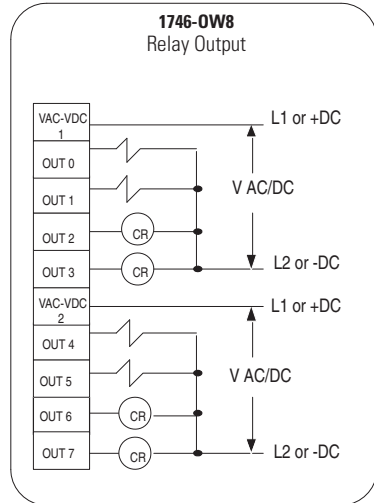 1746-OW8
Relay Output
VAC-VDC
1
L1 or +DC
OUT 0
OUT 1
V AC/DC
OUT 2
CR
OUT 3
CR
L2 or -DC
VAC-VDC
2
L1 or +DC
OUT 4
OUT 5
V AC/DC
OUT 6
CR
OUT 7
CR
L2 or -DC